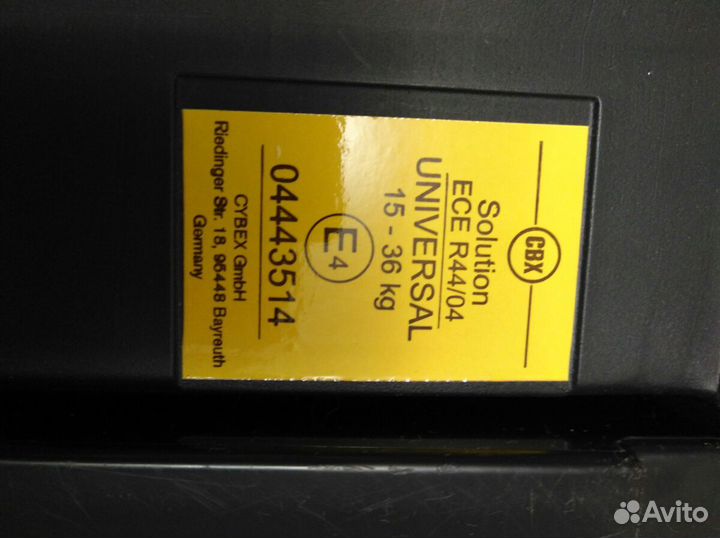 CBX
Solution
ECE R44/04
UNIVERSAL
15 - 36 kg
E4
04443514
CYBEX GmbH
Riedinger Str. 18, 95448 Bayreuth
Germany
Avito